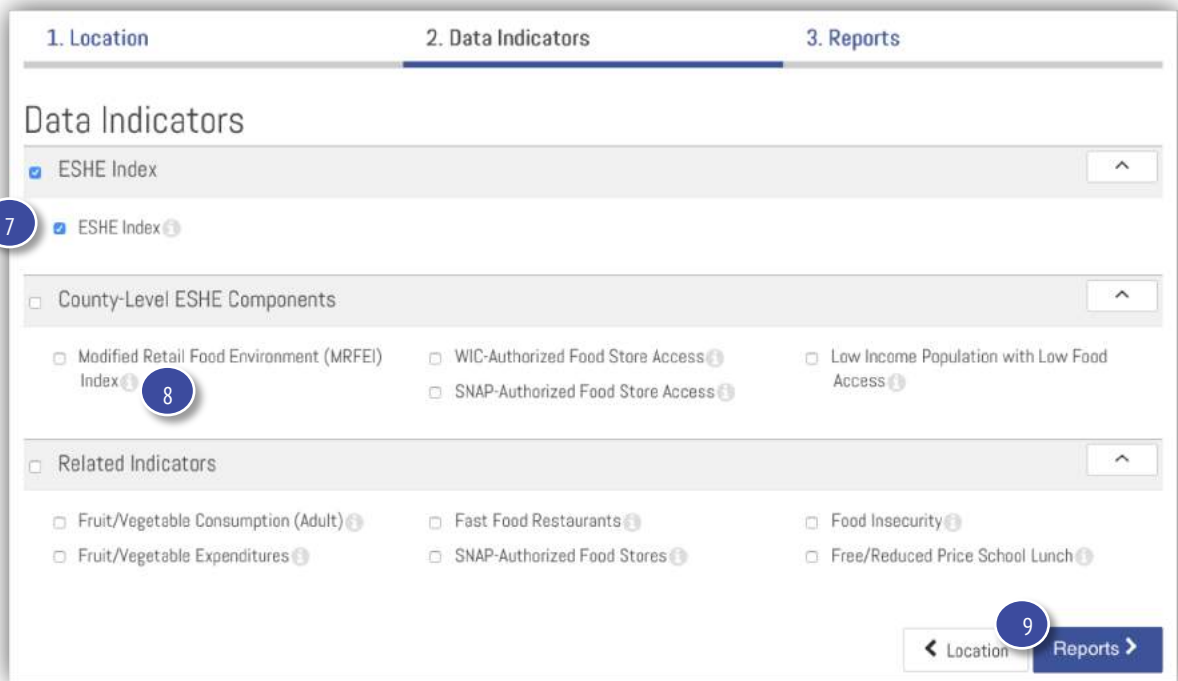 1. Location 2. Data Indicators 3. Reports
Data Indicators
ESHE Index
7 ESHE Index
County-Level ESHE Components
Modified Retail Food Environment (MRFEI) WIC-Authorized Food Store Access Low Income Population with Low Food
Index 8 SNAP-Authorized Food Store Access Access
Related Indicators
Fruit/Vegetable Consumption (Adult) Fast Food Restaurants Food Insecurity
Fruit/Vegetable Expenditures SNAP-Authorized Food Stores Free/Reduced Price School Lunch
9
Location Reports